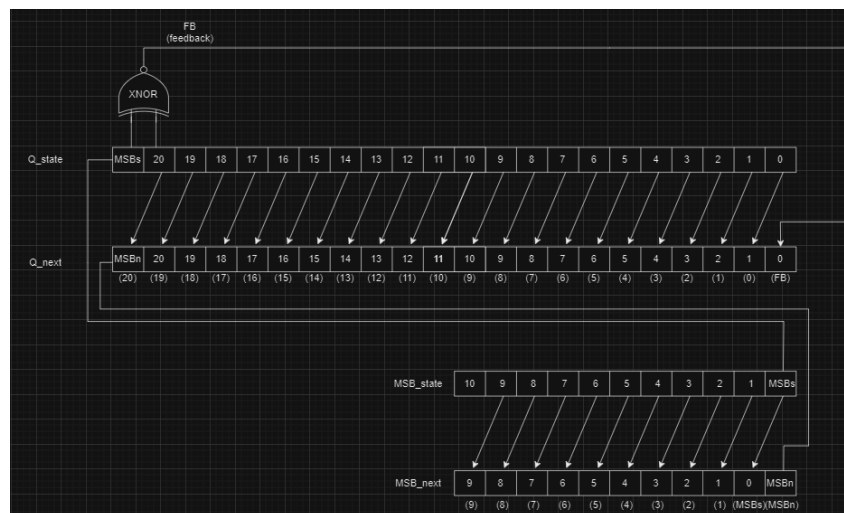 FB
(feedback)
XNOR
Q_state MSBs 20 19 18 17 16 15 14 13 12 11 10 9 8 7 6 5 4 3 2 1 0
Q_next MSBn 20 19 18 17 16 15 14 13 12 11 10 9 8 7 6 5 4 3 2 1 0
(20) (19) (18) (17) (16) (15) (14) (13) (12) (11) (10) (9) (8) (7) (6) (5) (4) (3) (2) (1) (0) (FB)
MSB_state 10 9 8 7 6 5 4 3 2 1 MSBs
MSB_next 9 8 7 6 5 4 3 2 1 0 MSBn
(9) (8) (7) (6) (5) (4) (3) (2) (1) (MSBs)(MSBn)